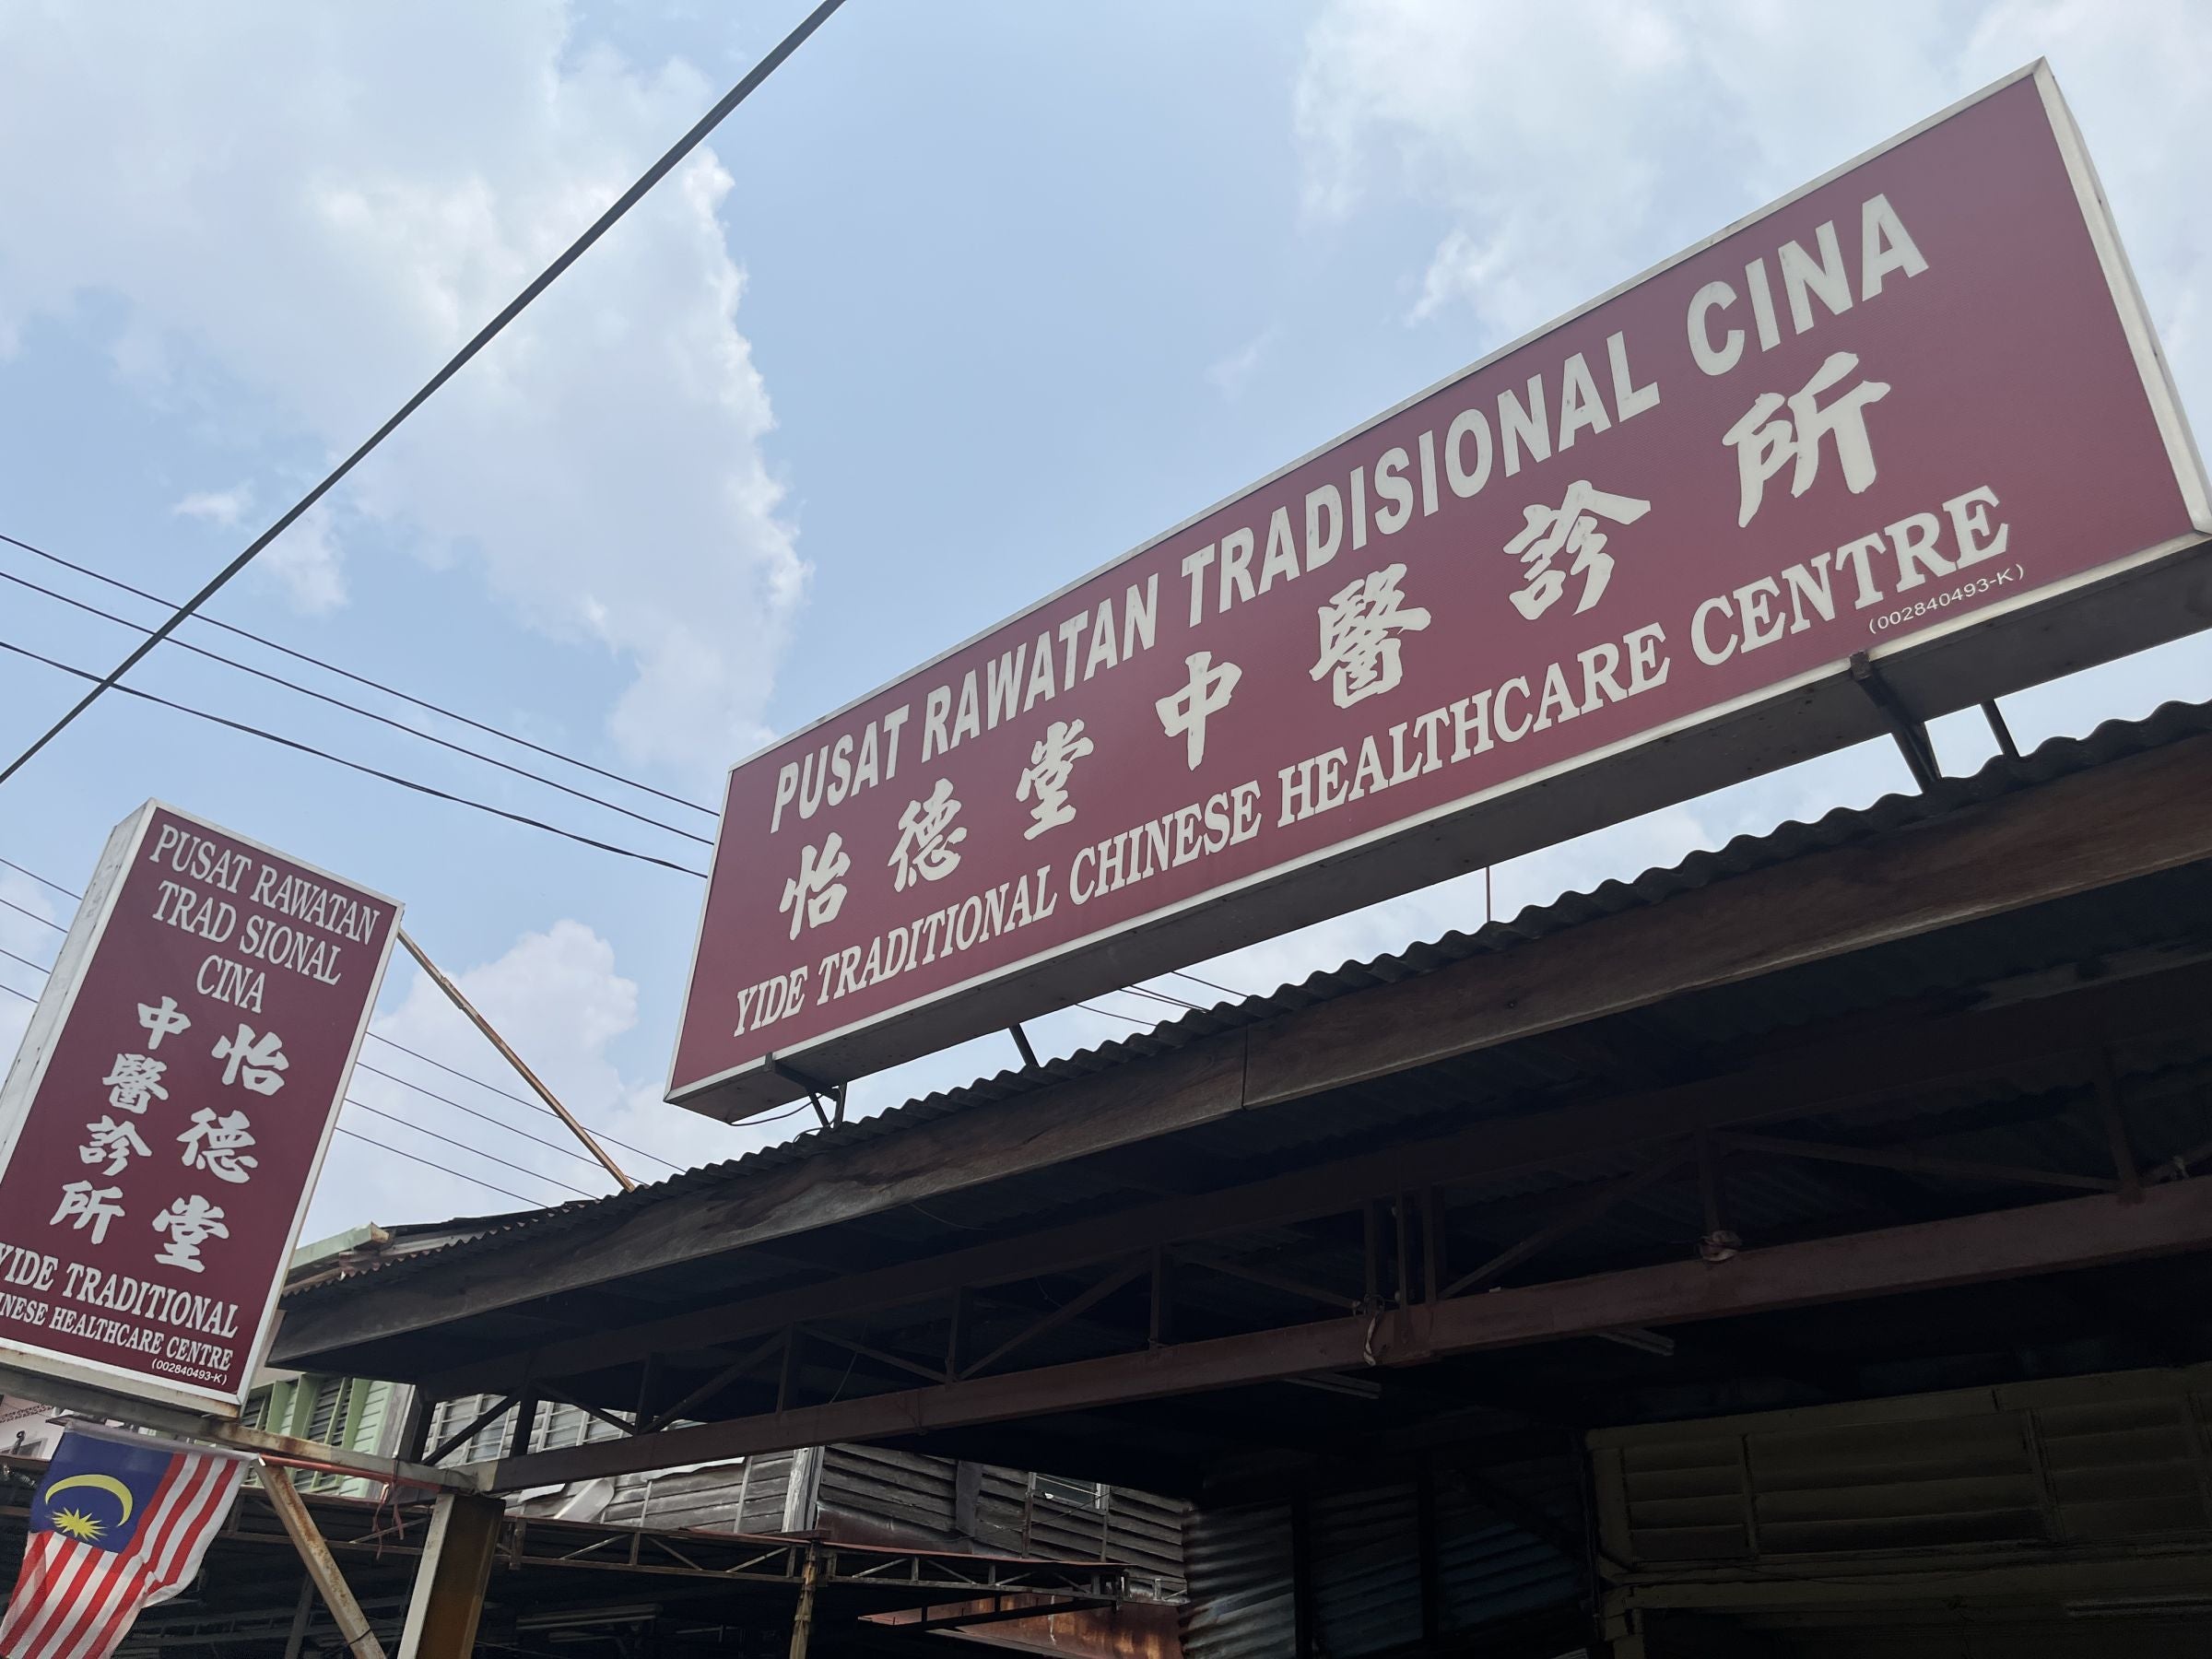 PUSAT RAWATAN TRADISIONAL CINA
怡德堂中醫診所
YIDE TRADITIONAL CHINESE HEALTHCARE CENTRE
(002840493-K)
PUSAT RAWATAN
TRAD SIONAL
CINA
怡德堂
中醫診所
YIDE TRADITIONAL
INESE HEALTHCARE CENTRE
(002840493-K)